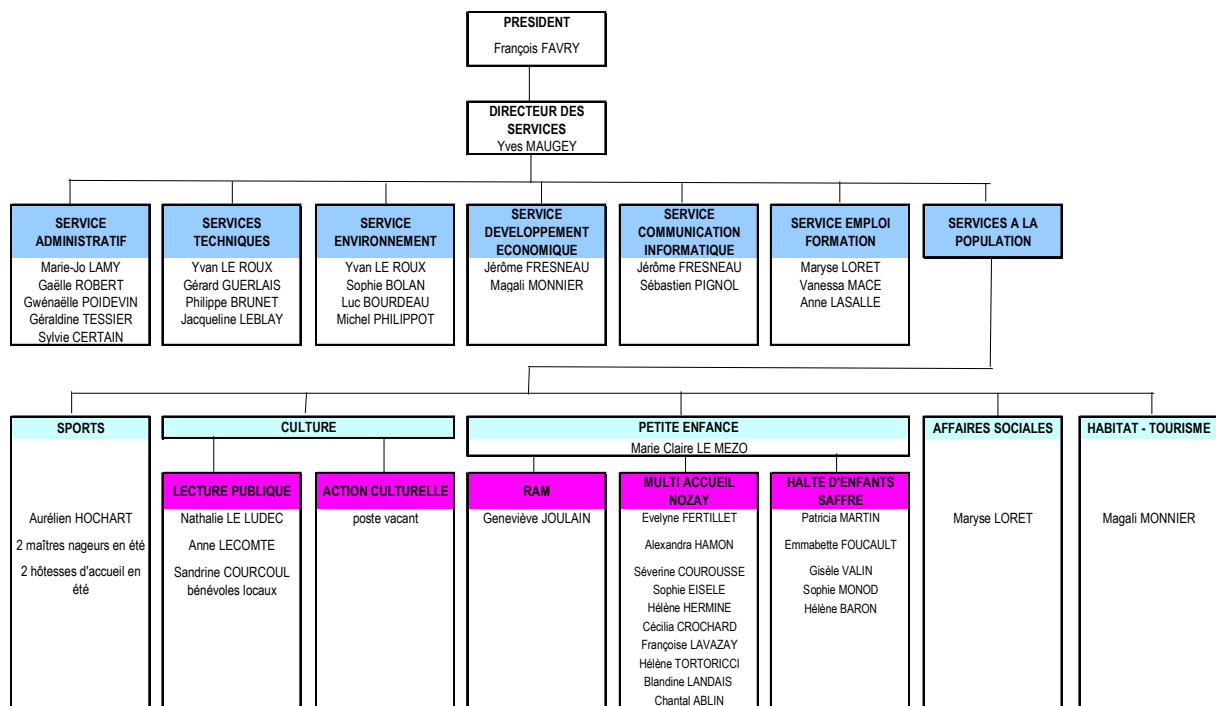 PRESIDENT
François FAVRY
DIRECTEUR DES
SERVICES
Yves MAUGEY
SERVICE
ADMINISTRATIF
Marie-Jo LAMY
Gaëlle ROBERT
Gwénaëlle POIDEVIN
Géraldine TESSIER
Sylvie CERTAIN
SERVICES
TECHNIQUES
Yvan LE ROUX
Gérard GUERLAIS
Philippe BRUNET
Jacqueline LEBLAY
SERVICE
ENVIRONNEMENT
Yvan LE ROUX
Sophie BOLAN
Luc BOURDEAU
Michel PHILIPPOT
SERVICE
DEVELOPPEMENT
ECONOMIQUE
Jérôme FRESNEAU
Magali MONNIER
SERVICE
COMMUNICATION
INFORMATIQUE
Jérôme FRESNEAU
Sébastien PIGNOL
SERVICE EMPLOI
FORMATION
Maryse LORET
Vanessa MACE
Anne LASALLE
SERVICES A LA
POPULATION
SPORTS
Aurélien HOCHART
2 maîtres nageurs en été
2 hôtesses d'accueil en
été
CULTURE
LECTURE PUBLIQUE
Nathalie LE LUDEC
Anne LECOMTE
Sandrine COURCOUL
bénévoles locaux
ACTION CULTURELLE
poste vacant
PETITE ENFANCE
Marie Claire LE MEZO
RAM
Geneviève JOULAIN
MULTI ACCUEIL
NOZAY
Evelyne FERTILLET
Alexandra HAMON
Séverine COUROUSSE
Sophie EISELE
Hélène HERMINE
Cécilia CROCHARD
Françoise LAVAZAY
Hélène TORTORICCI
Blandine LANDAIS
Chantal ABLIN
HALTE D'ENFANTS
SAFFRE
Patricia MARTIN
Emmabette FOUCAULT
Gisèle VALIN
Sophie MONOD
Hélène BARON
AFFAIRES SOCIALES
Maryse LORET
HABITAT - TOURISME
Magali MONNIER